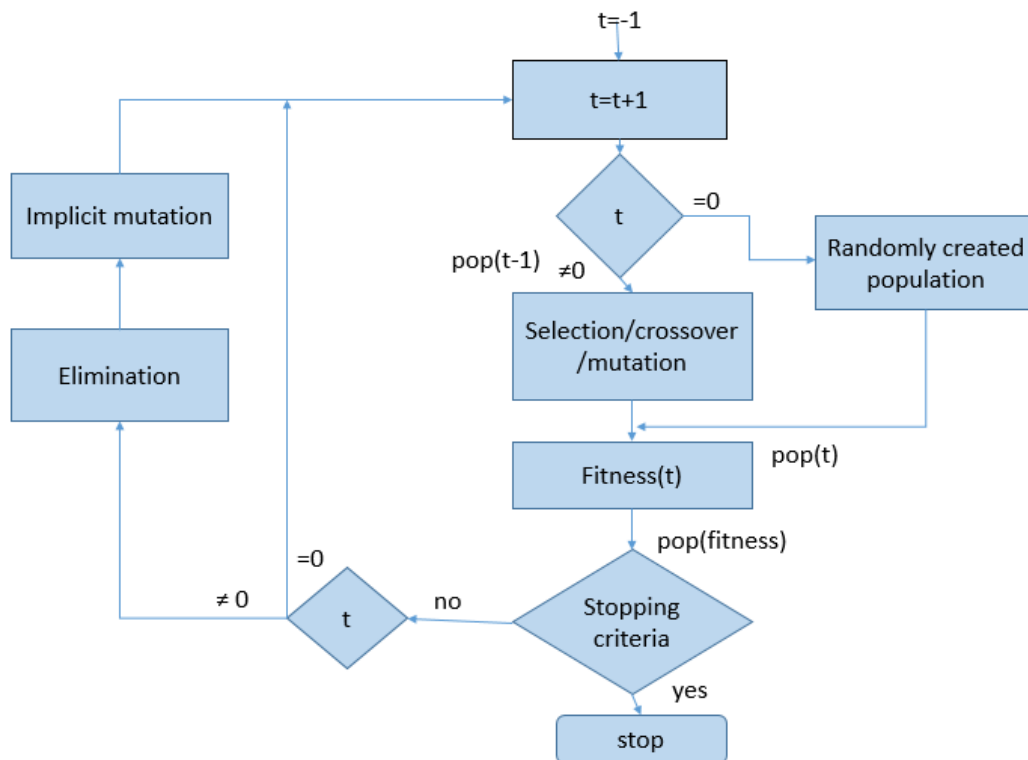 t=-1
t=t+1
t
=0
pop(t-1)
≠0
Randomly created
population
Implicit mutation
Selection/crossover
/mutation
Elimination
pop(t)
Fitness(t)
pop(fitness)
=0
≠ 0
t
no
Stopping
criteria
yes
stop